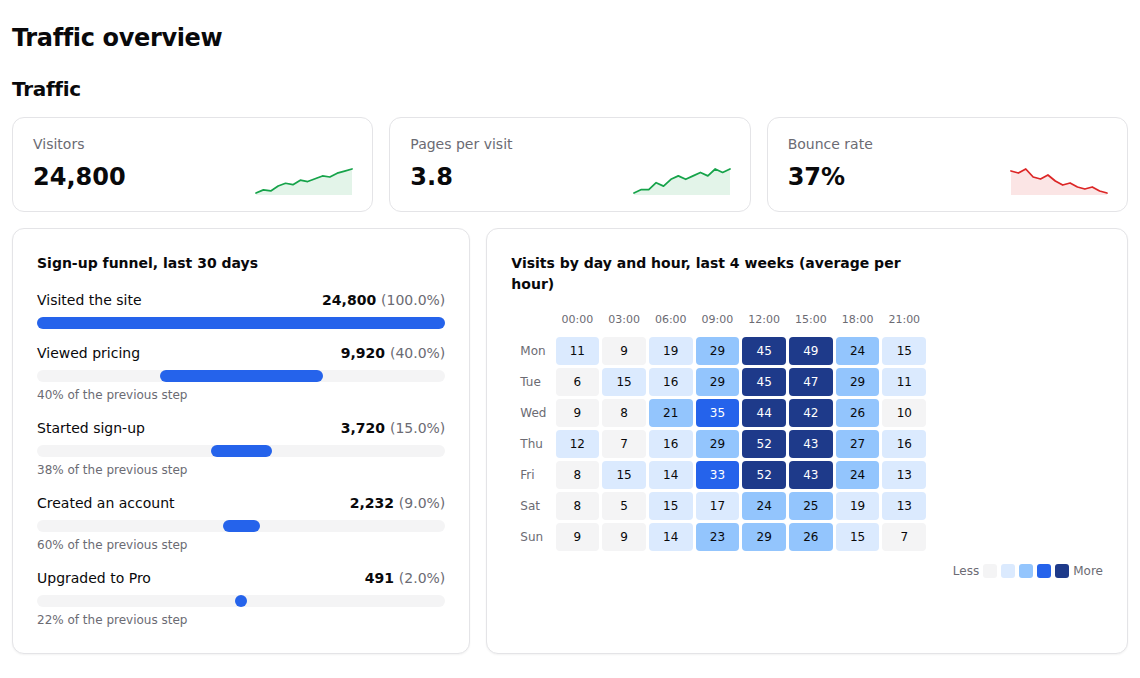 Traffic overview
Traffic
Visitors
24,800
Pages per visit
3.8
Bounce rate
37%
Sign-up funnel, last 30 days
Visited the site 24,800 (100.0%)
Viewed pricing 9,920 (40.0%)
40% of the previous step
Started sign-up 3,720 (15.0%)
38% of the previous step
Created an account 2,232 (9.0%)
60% of the previous step
Upgraded to Pro 491 (2.0%)
22% of the previous step
Visits by day and hour, last 4 weeks (average per
hour)
00:00 03:00 06:00 09:00 12:00 15:00 18:00 21:00
Mon 11 9 19 29 45 49 24 15
Tue 6 15 16 29 45 47 29 11
Wed 9 8 21 35 44 42 26 10
Thu 12 7 16 29 52 43 27 16
Fri 8 15 14 33 52 43 24 13
Sat 8 5 15 17 24 25 19 13
Sun 9 9 14 23 29 26 15 7
Less More